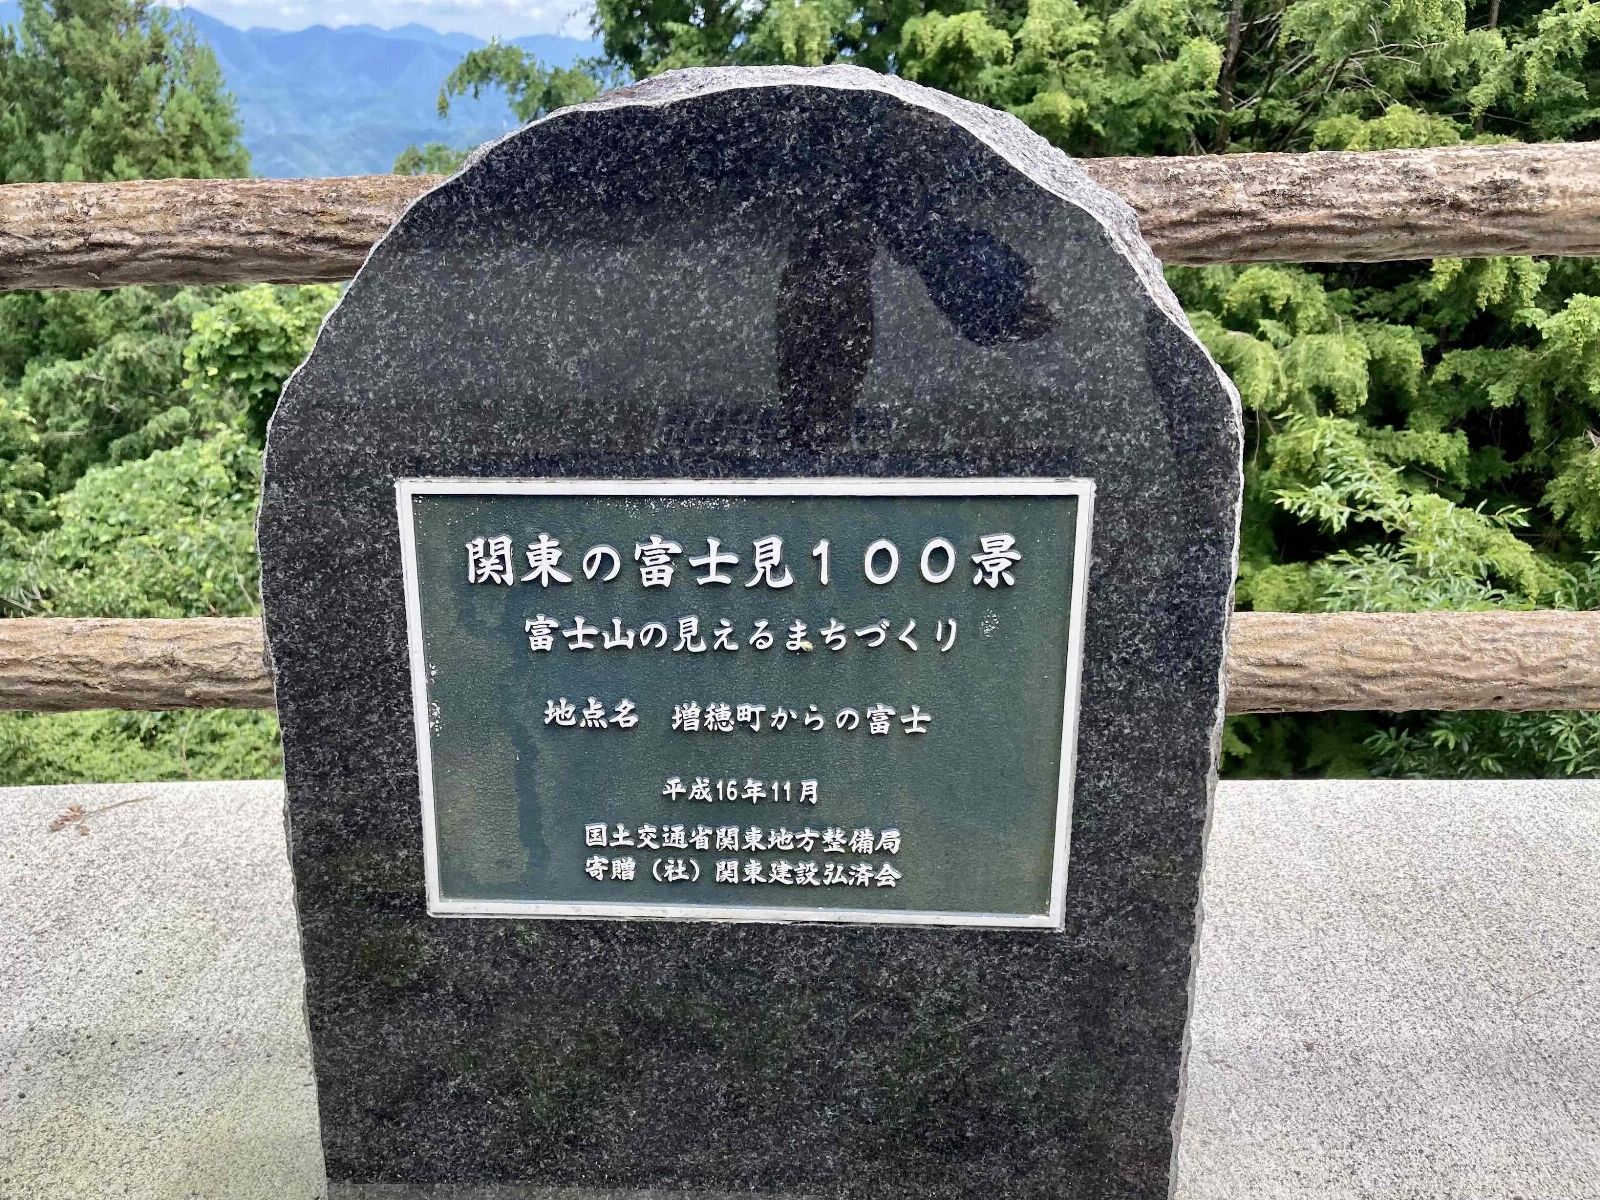 関東の富士見１００景
富士山の見えるまちづくり
地点名　増穂町からの富士
平成16年11月
国土交通省関東地方整備局
寄贈（社）関東建設弘済会